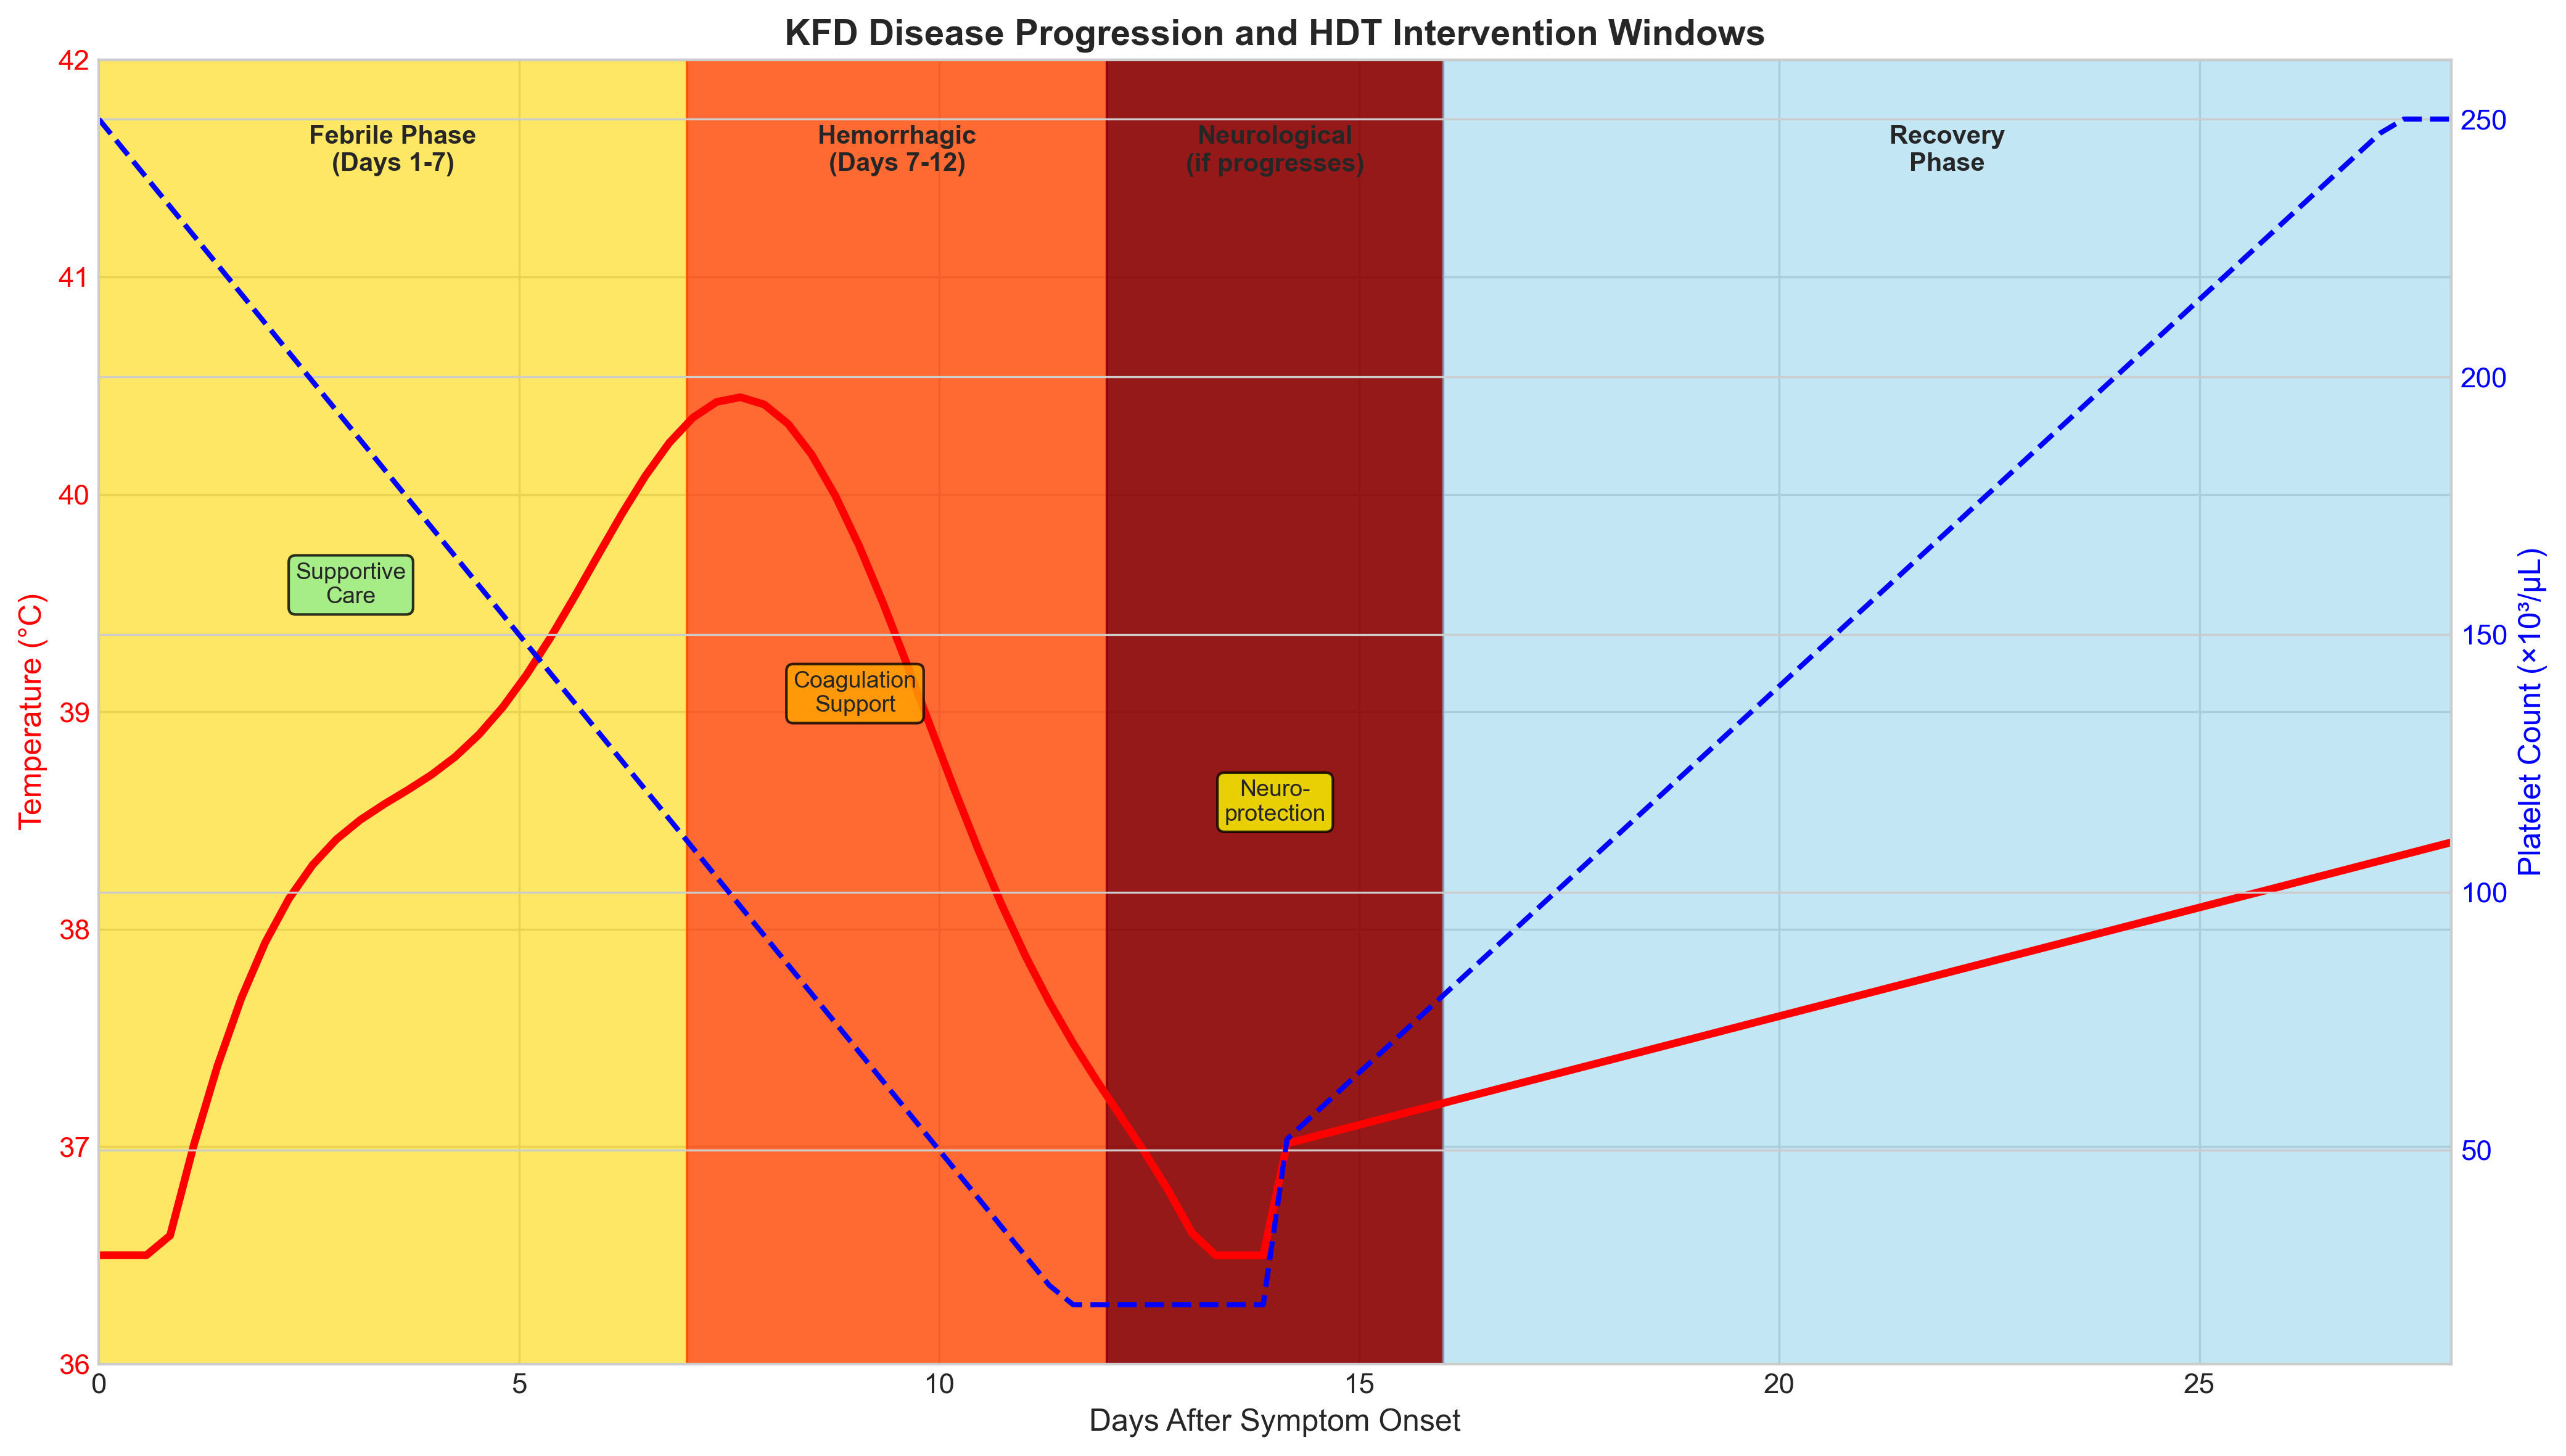 KFD Disease Progression and HDT Intervention Windows
42
41
40
39
38
37
36
Temperature (°C)
Febrile Phase
(Days 1-7)
Hemorrhagic
(Days 7-12)
Neurological
(if progresses)
Recovery
Phase
Supportive
Care
Coagulation
Support
Neuro-
protection
250
200
150
100
50
Platelet Count (×10³/μL)
0
5
10
15
20
25
Days After Symptom Onset